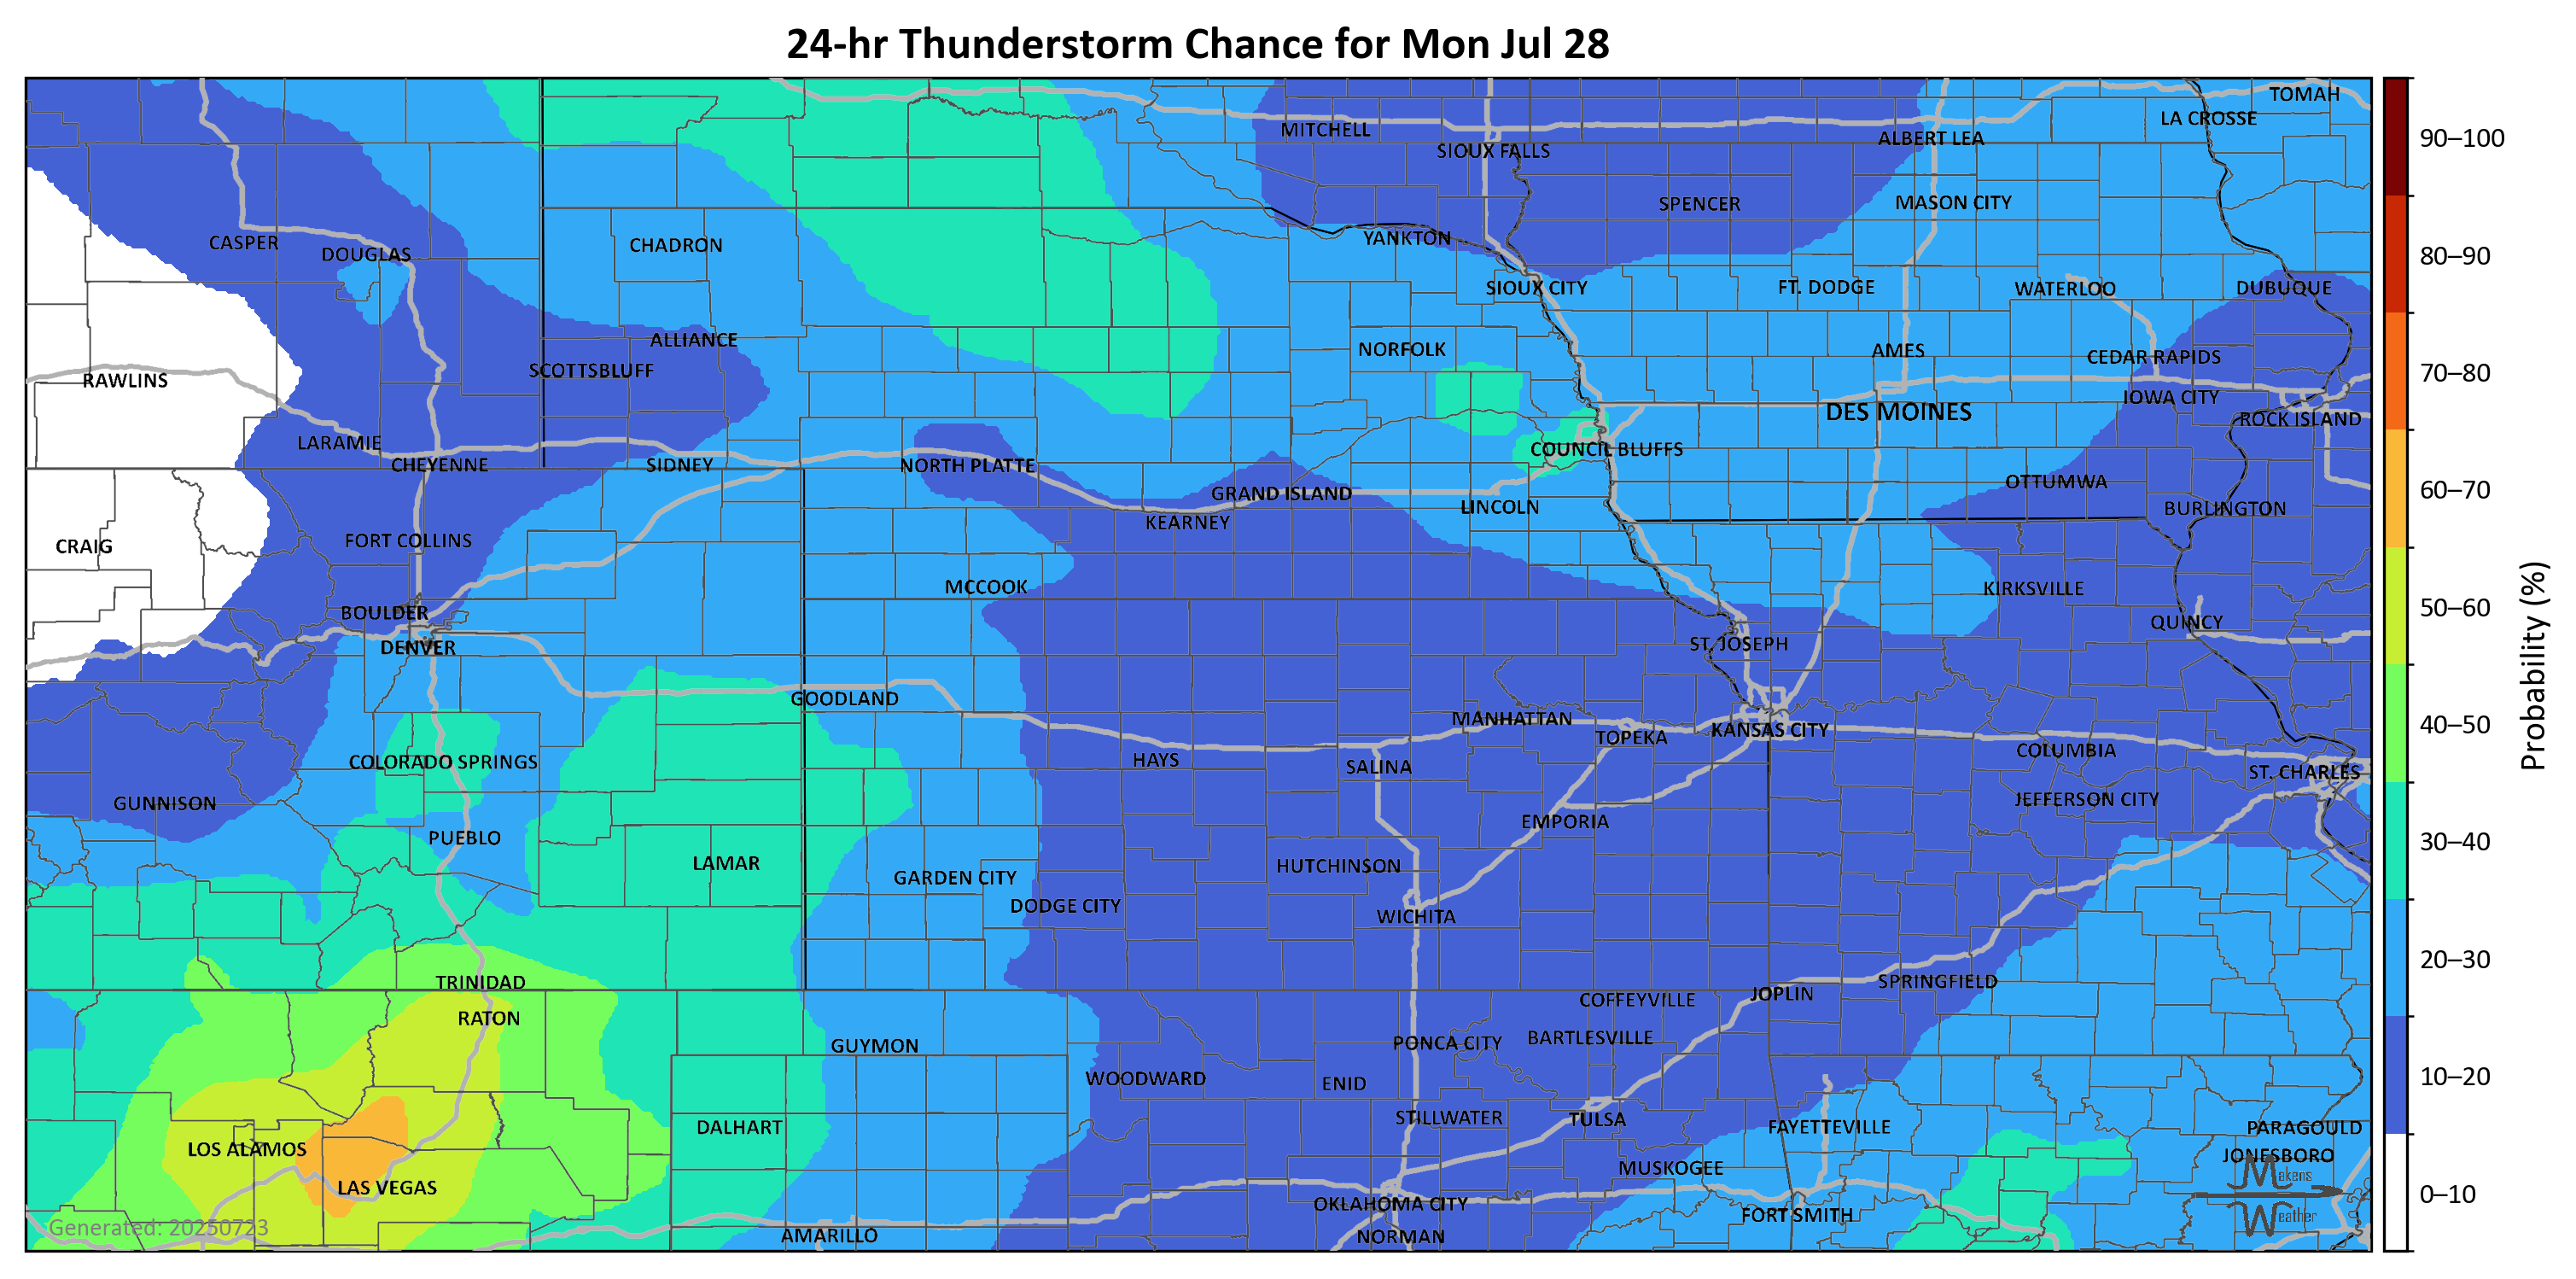 24-hr Thunderstorm Chance for Mon Jul 28
TOMAH
LA CROSSE
MITCHELL
ALBERT LEA
SIOUX FALLS
SPENCER
MASON CITY
YANKTON
CASPER
CHADRON
DOUGLAS
SIOUX CITY
FT. DODGE
WATERLOO
DUBUQUE
ALLIANCE
NORFOLK
AMES
CEDAR RAPIDS
SCOTTSBLUFF
RAWLINS
IOWA CITY
DES MOINES
ROCK ISLAND
LARAMIE
COUNCIL BLUFFS
CHEYENNE
SIDNEY
NORTH PLATTE
OTTUMWA
GRAND ISLAND
LINCOLN
BURLINGTON
KEARNEY
FORT COLLINS
CRAIG
MCCOOK
KIRKSVILLE
BOULDER
QUINCY
DENVER
ST. JOSEPH
GOODLAND
MANHATTAN
KANSAS CITY
TOPEKA
COLUMBIA
HAYS
COLORADO SPRINGS
SALINA
ST. CHARLES
JEFFERSON CITY
GUNNISON
EMPORIA
PUEBLO
LAMAR
HUTCHINSON
GARDEN CITY
DODGE CITY
WICHITA
TRINIDAD
SPRINGFIELD
JOPLIN
COFFEYVILLE
RATON
BARTLESVILLE
PONCA CITY
GUYMON
WOODWARD
ENID
STILLWATER
TULSA
DALHART
FAYETTEVILLE
PARAGOULD
LOS ALAMOS
JONESBORO
MUSKOGEE
Makens
LAS VEGAS
OKLAHOMA CITY
FORT SMITH
Weather
Generated: 20250723
AMARILLO
NORMAN
90–100
80–90
70–80
60–70
50–60
40–50
30–40
20–30
10–20
0–10
Probability (%)